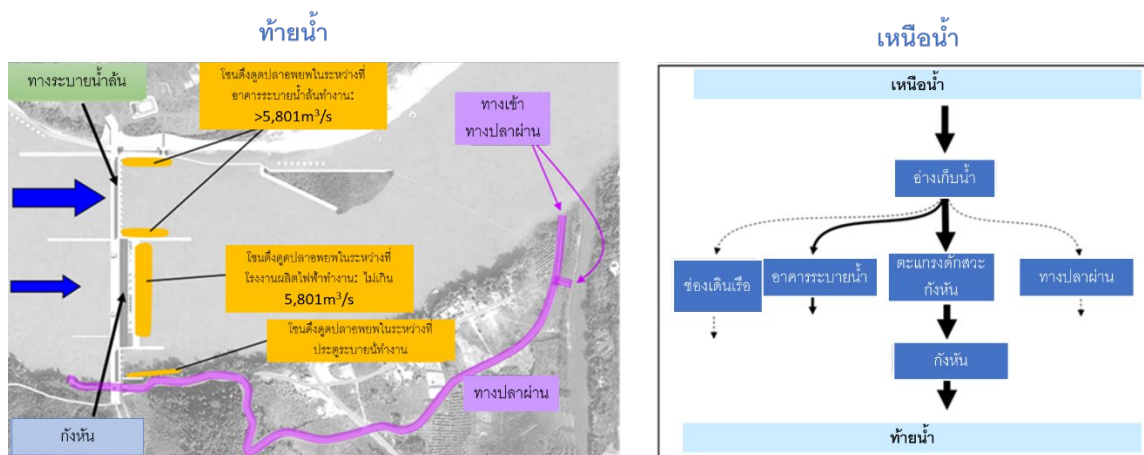 ท้ายน้ำ
ทางระบายน้ำล้น
โซนดึงดูดปลาอพยพในระหว่างที่
อาคารระบายน้ำล้นทำงาน:
>5,801m³/s
ทางเข้า
ทางปลาผ่าน
โซนดึงดูดปลาอพยพในระหว่างที่
โรงงานผลิตไฟฟ้าทำงาน: ไม่เกิน
5,801m³/s
โซนดึงดูดปลาอพยพในระหว่างที่
ประตูระบายน้ำทำงาน
ทางปลาผ่าน
กังหัน
เหนือน้ำ
เหนือน้ำ
อ่างเก็บน้ำ
ช่องเดินเรือ
อาคารระบายน้ำ
ตะแกรงดักสวะ
กังหัน
ทางปลาผ่าน
กังหัน
ท้ายน้ำ